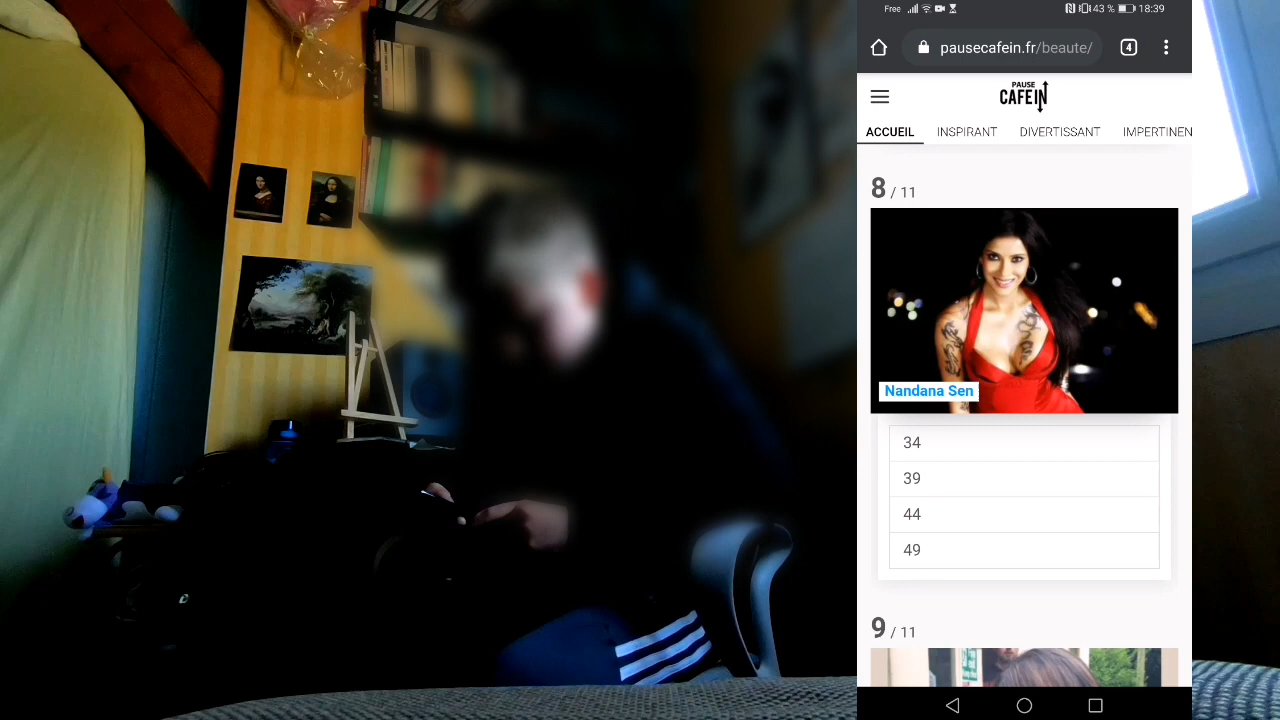 Free 43 % 18:39
pausecafein.fr/beaute/ 4
PAUSE
CAFEIN
ACCUEIL INSPIRANT DIVERTISSANT IMPERTINEN
8 / 11
Nandana Sen
34
39
44
49
9 / 11